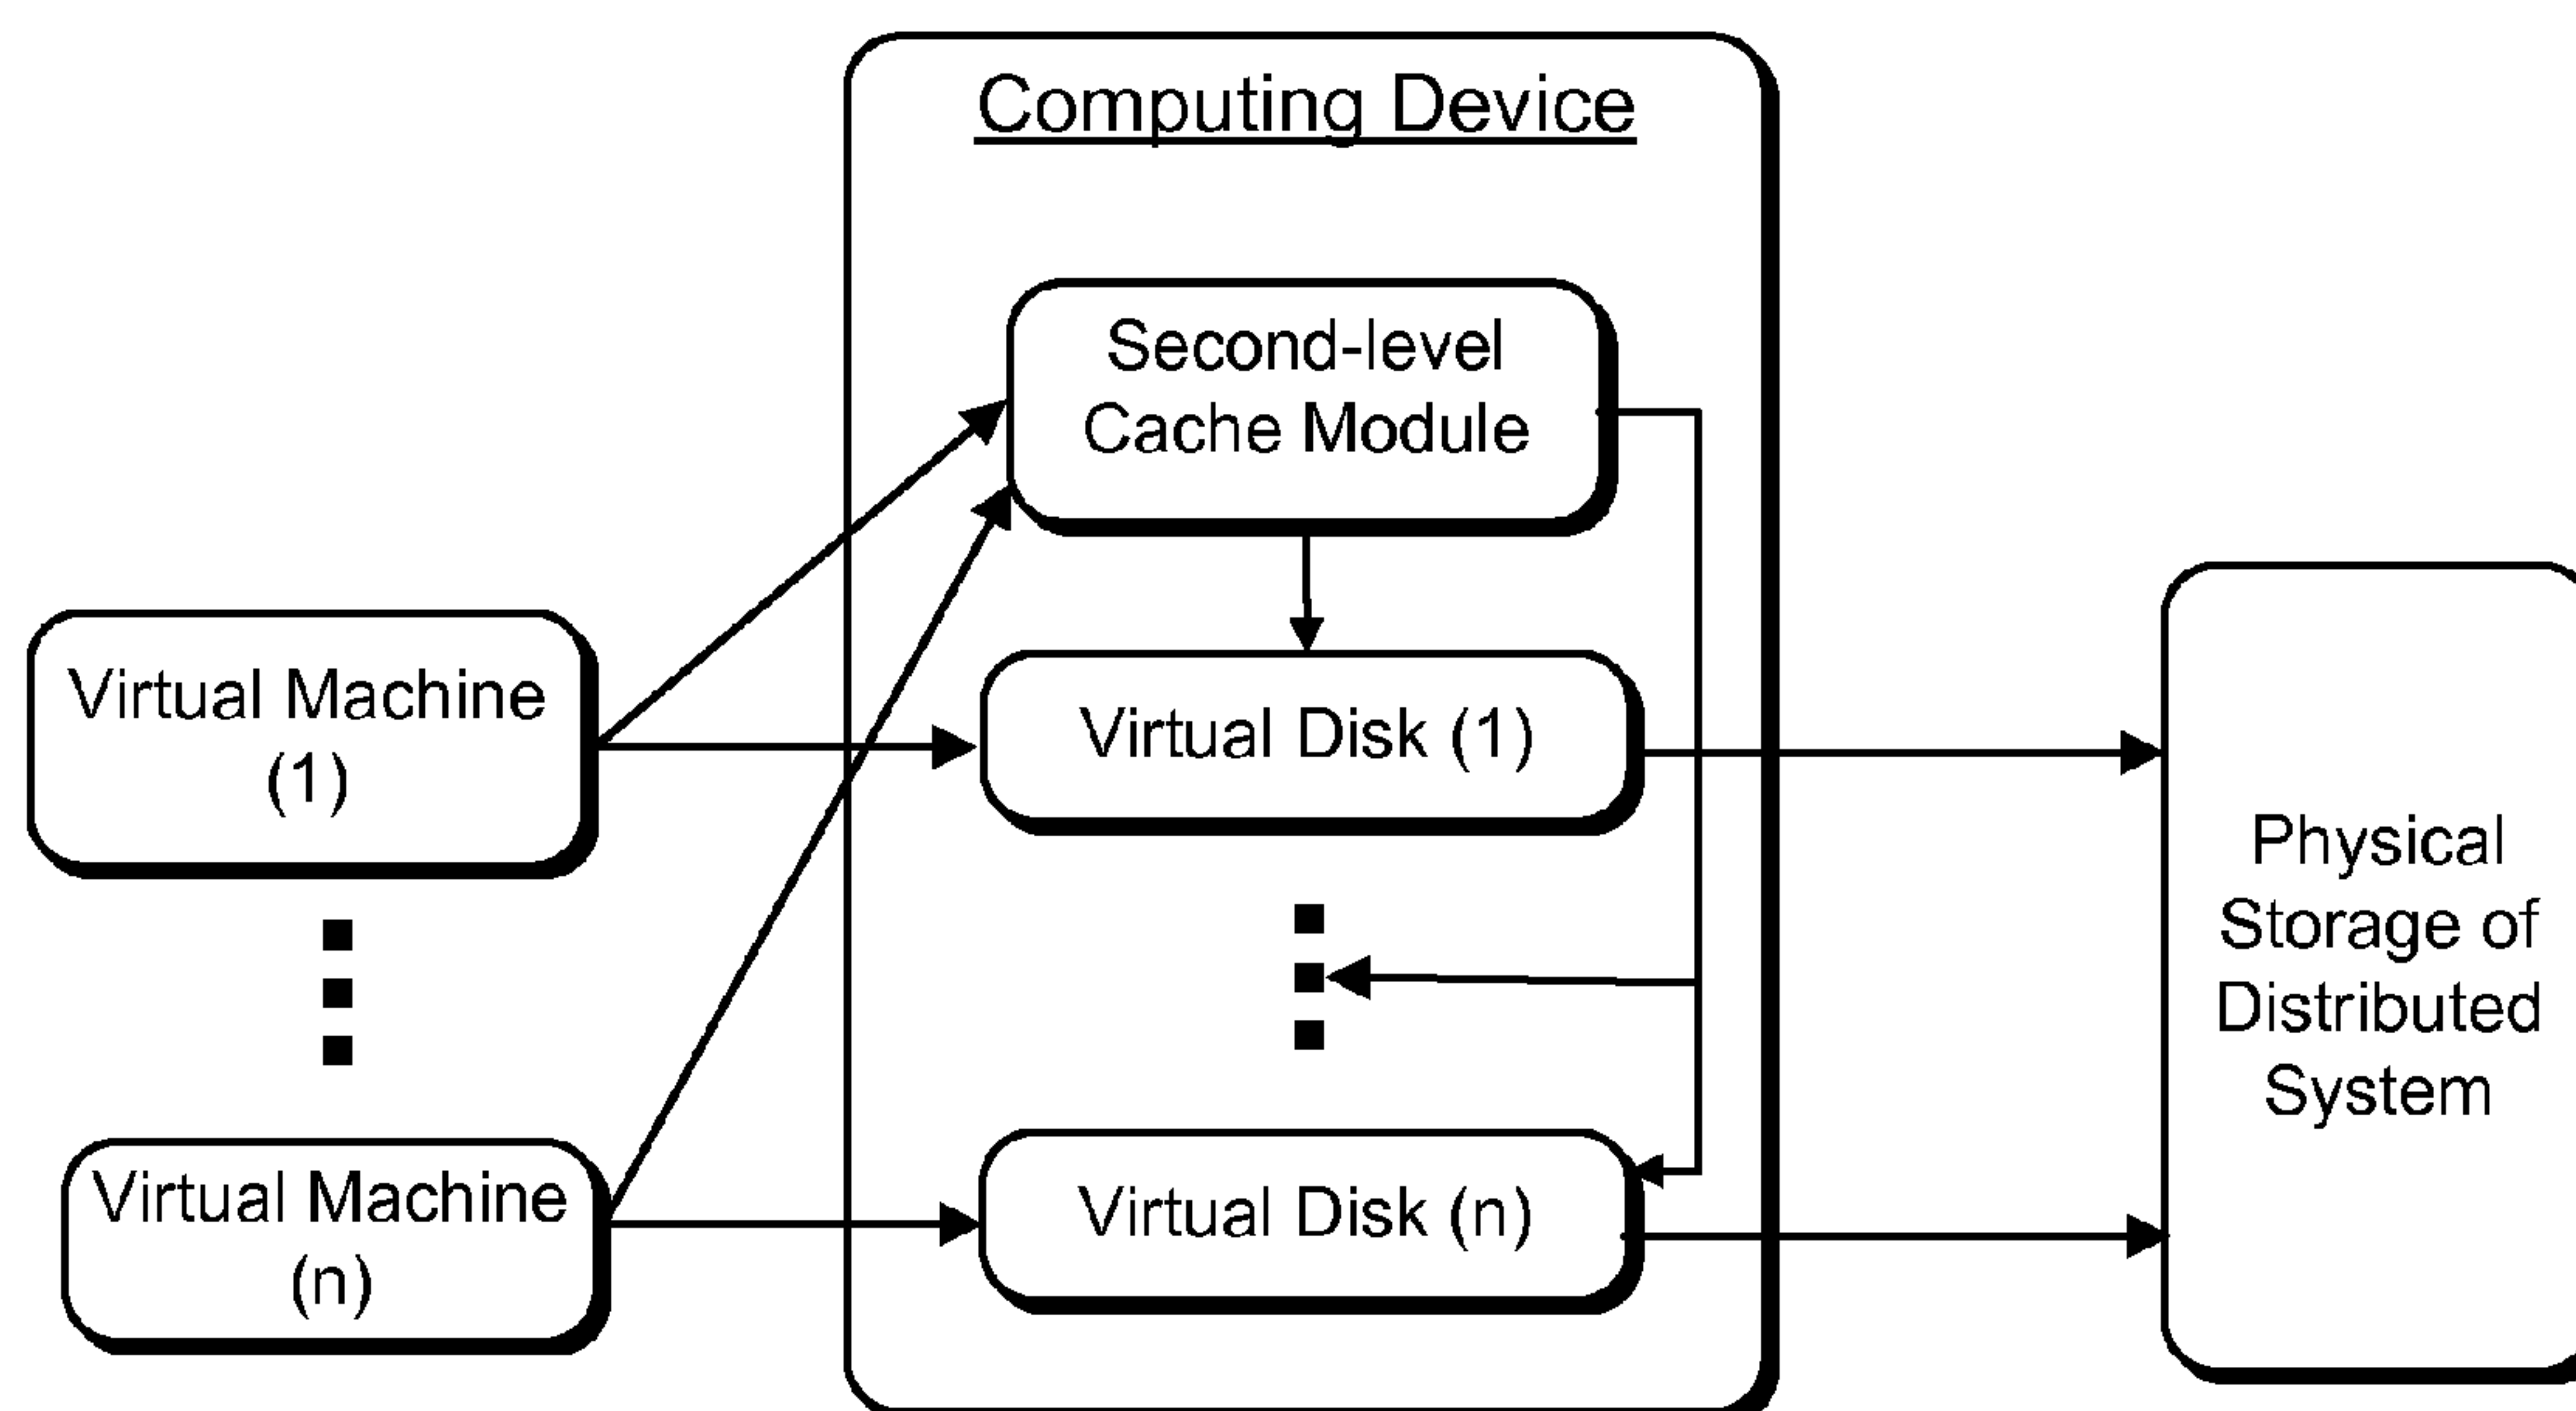 Computing Device
Second-level
Cache Module
Virtual Machine
(1)
Virtual Disk (1)
Physical
Storage of
Distributed
System
Virtual Machine
(n)
Virtual Disk (n)